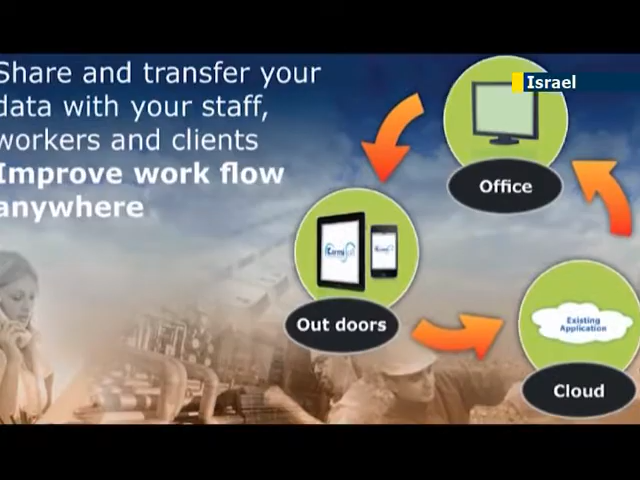 Share and transfer your
data with your staff,
workers and clients
Improve work flow
anywhere
Israel
Office
Out doors
Existing
Application
Cloud